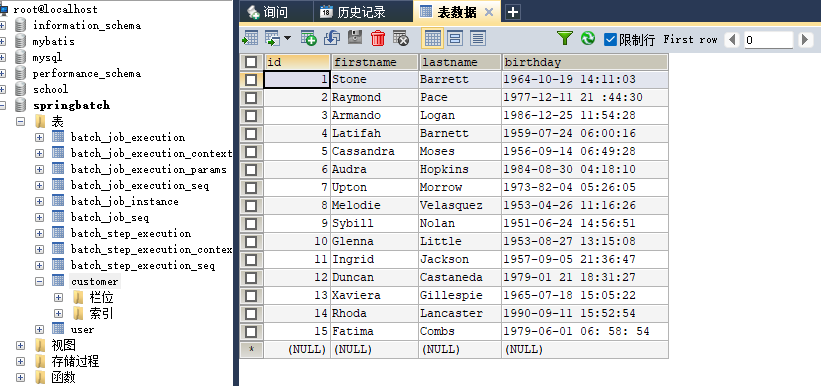 root@localhost
information_schema
mybatis
mysql
performance_schema
school
springbatch
表
batch_job_execution
batch_job_execution_context
batch_job_execution_params
batch_job_execution_seq
batch_job_instance
batch_job_seq
batch_step_execution
batch_step_execution_contex
batch_step_execution_seq
customer
栏位
索引
user
视图
存储过程
函数
询问 历史记录 表数据
限制行 First row 0
id firstname lastname birthday
1 Stone Barrett 1964-10-19 14:11:03
2 Raymond Pace 1977-12-11 21 :44:30
3 Armando Logan 1986-12-25 11:54:28
4 Latifah Barnett 1959-07-24 06:00:16
5 Cassandra Moses 1956-09-14 06:49:28
6 Audra Hopkins 1984-08-30 04:18:10
7 Upton Morrow 1973-82-04 05:26:05
8 Melodie Velasquez 1953-04-26 11:16:26
9 Sybill Nolan 1951-06-24 14:56:51
10 Glenna Little 1953-08-27 13:15:08
11 Ingrid Jackson 1957-09-05 21:36:47
12 Duncan Castaneda 1979-01 21 18:31:27
13 Xaviera Gillespie 1965-07-18 15:05:22
14 Rhoda Lancaster 1990-09-11 15:52:54
15 Fatima Combs 1979-06-01 06: 58: 54
* (NULL) (NULL) (NULL) (NULL)